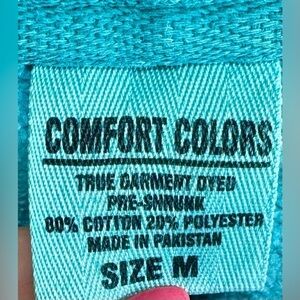 COMFORT COLORS
TRUE GARMENT DYED
PRE-SHRUNK
80% COTTON 20% POLYESTER
MADE IN PAKISTAN
SIZE M